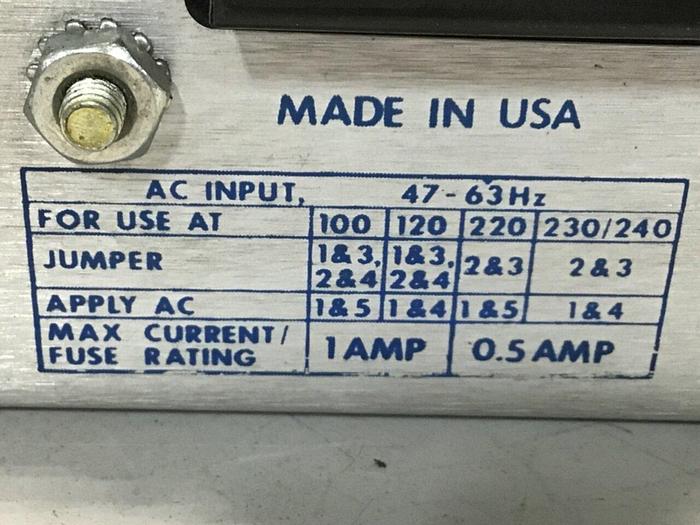 MADE IN USA
AC INPUT, 47-63Hz
FOR USE AT 100 120 220 230/240
JUMPER 1&3, 2&4 1&3, 2&4 2&3 2&3
APPLY AC 1&5 1&4 1&5 1&4
MAX CURRENT/ FUSE RATING 1AMP 0.5 AMP